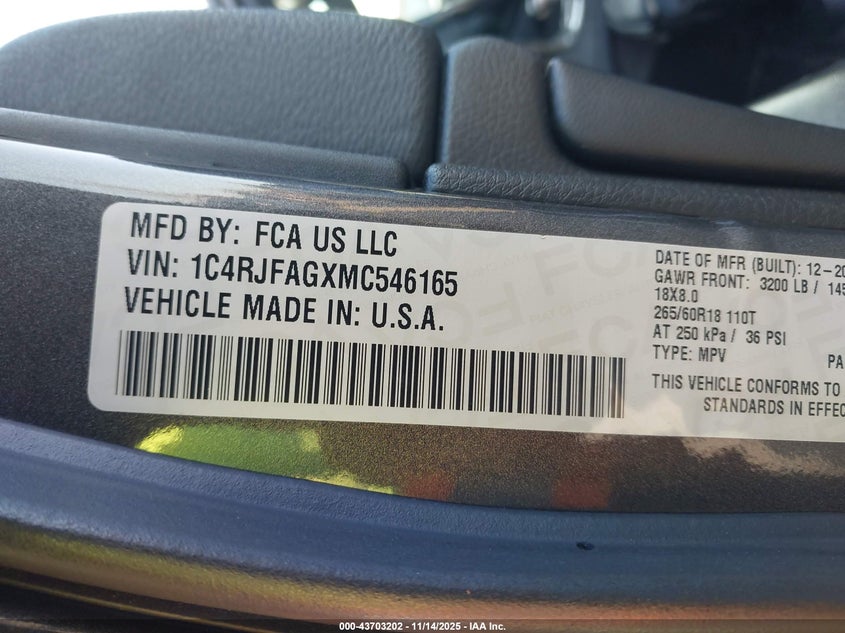 MFD BY: FCA US LLC
VIN: 1C4RJFAGXMC546165
VEHICLE MADE IN: U.S.A.
DATE OF MFR (BUILT): 12-20
GAWR FRONT: 3200 LB / 145
18X8.0
265/60R18 110T
AT 250 kPa / 36 PSI
TYPE: MPV PA
THIS VEHICLE CONFORMS TO
STANDARDS IN EFFEC
000-43703202 - 11/14/2025 - IAA Inc.